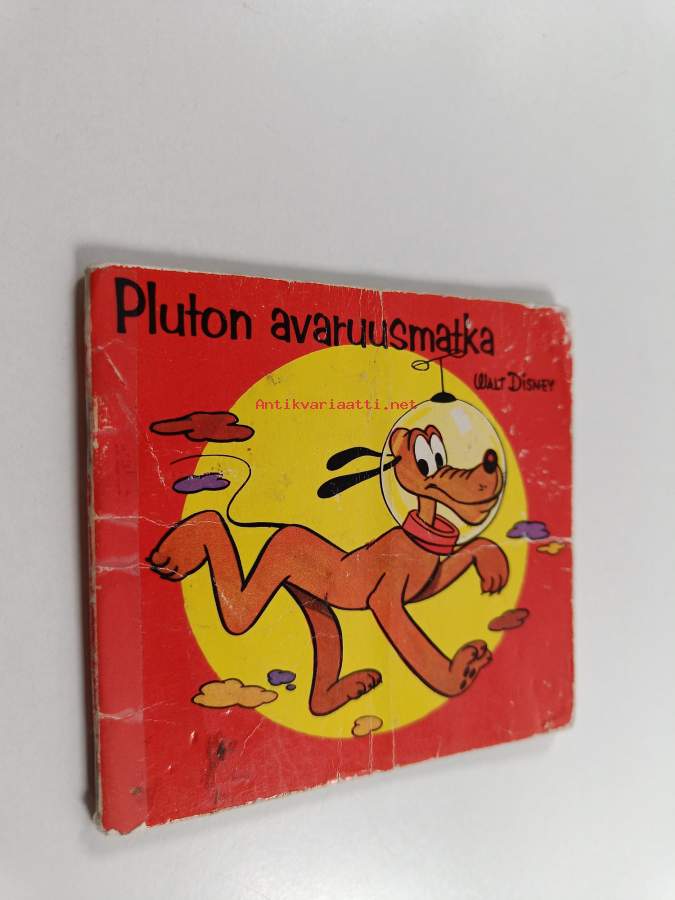 Pluton avaruusmatka
WALT DISNEY
Antikvariaatti.net